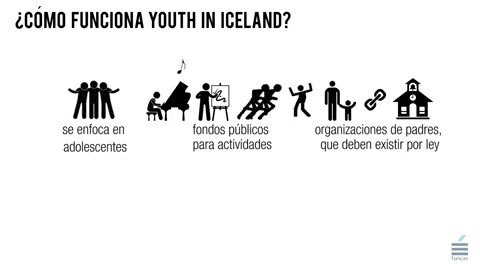 ¿CÓMO FUNCIONA YOUTH IN ICELAND?
se enfoca en
adolescentes
fondos públicos
para actividades
organizaciones de padres,
que deben existir por ley
funcas